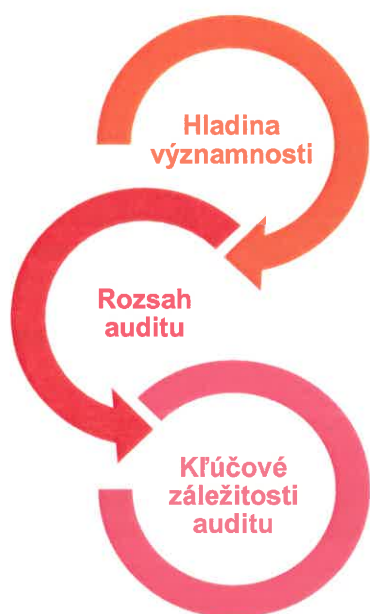 Hladina
významnosti
Rozsah
auditu
Kľúčové
záležitosti
auditu